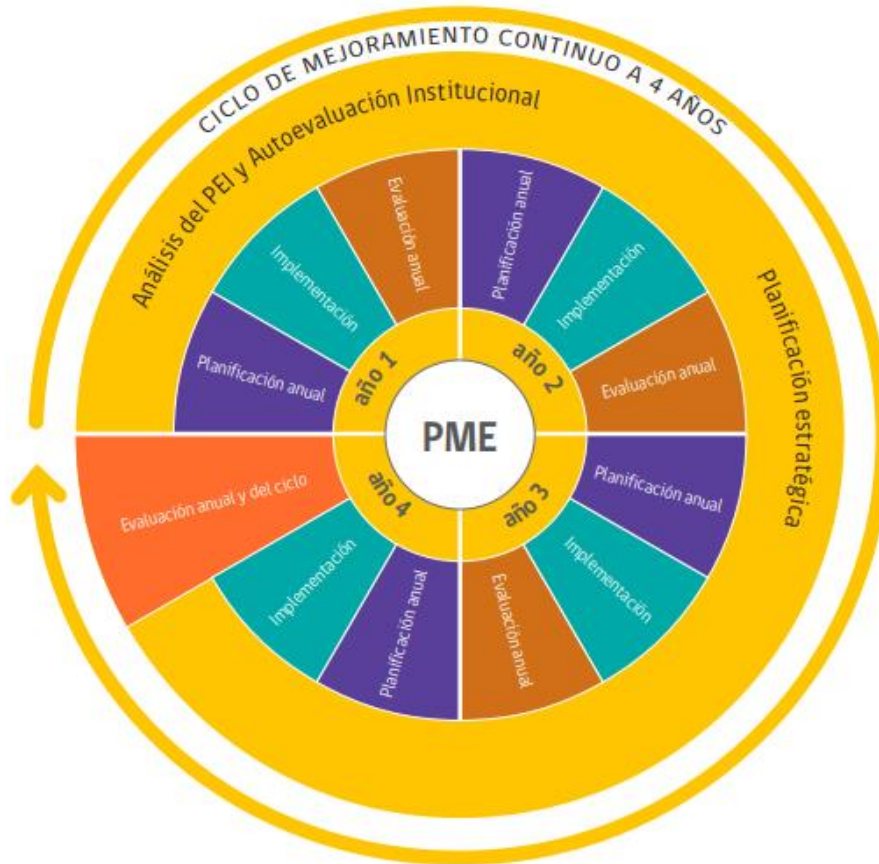 CICLO DE MEJORAMIENTO CONTINUO A 4 AÑOS
Análisis del PEI y Autoevaluación Institucional
Planificación estratégica
PME
año 1
Planificación anual
Implementación
Evaluación anual
año 2
Planificación anual
Implementación
Evaluación anual
año 3
Planificación anual
Implementación
Evaluación anual
año 4
Planificación anual
Implementación
Evaluación anual y del ciclo